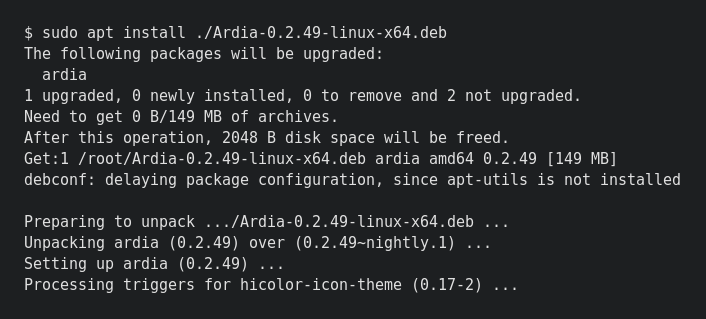 $ sudo apt install ./Ardia-0.2.49-linux-x64.deb
The following packages will be upgraded:
  ardia
1 upgraded, 0 newly installed, 0 to remove and 2 not upgraded.
Need to get 0 B/149 MB of archives.
After this operation, 2048 B disk space will be freed.
Get:1 /root/Ardia-0.2.49-linux-x64.deb ardia amd64 0.2.49 [149 MB]
debconf: delaying package configuration, since apt-utils is not installed

Preparing to unpack .../Ardia-0.2.49-linux-x64.deb ...
Unpacking ardia (0.2.49) over (0.2.49~nightly.1) ...
Setting up ardia (0.2.49) ...
Processing triggers for hicolor-icon-theme (0.17-2) ...